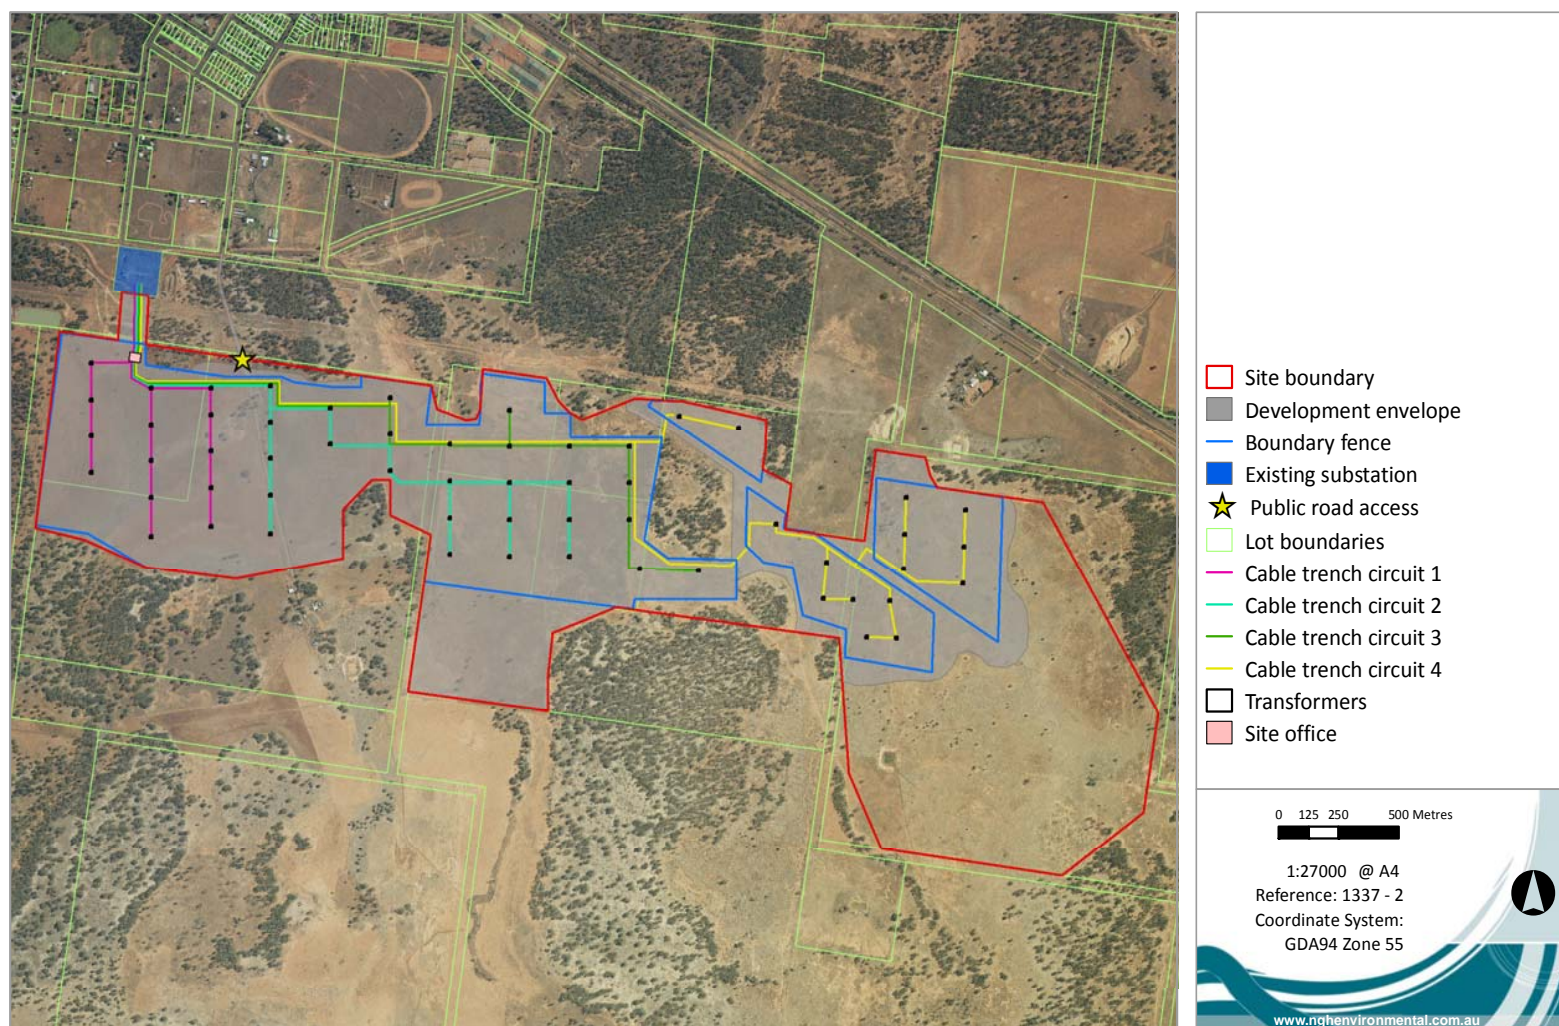 Site boundary
Development envelope
Boundary fence
Existing substation
Public road access
Lot boundaries
Cable trench circuit 1
Cable trench circuit 2
Cable trench circuit 3
Cable trench circuit 4
Transformers
Site office
0 125 250 500 Metres
1:27000 @ A4
Reference: 1337 - 2
Coordinate System:
GDA94 Zone 55
www.nghenvironmental.com.au